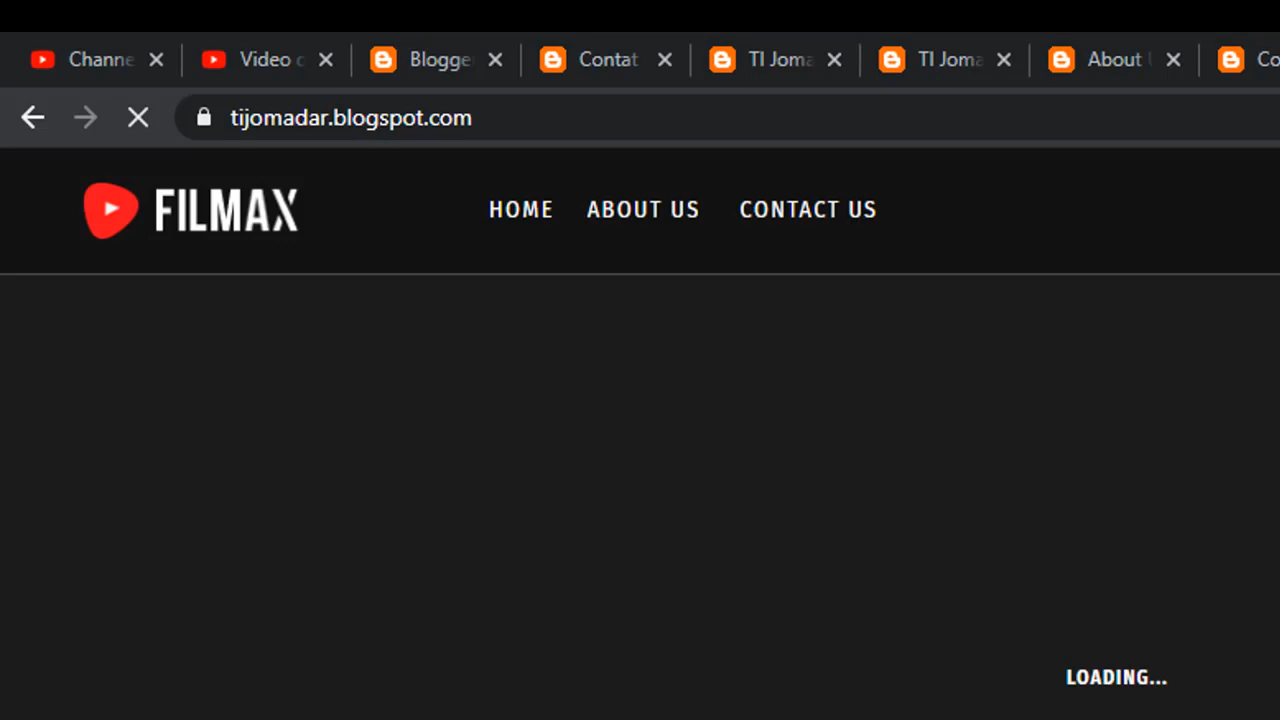 Channe Video Blogge Contat TI Joma TI Joma About Co
tijomadar.blogspot.com
FILMAX HOME ABOUT US CONTACT US
LOADING...